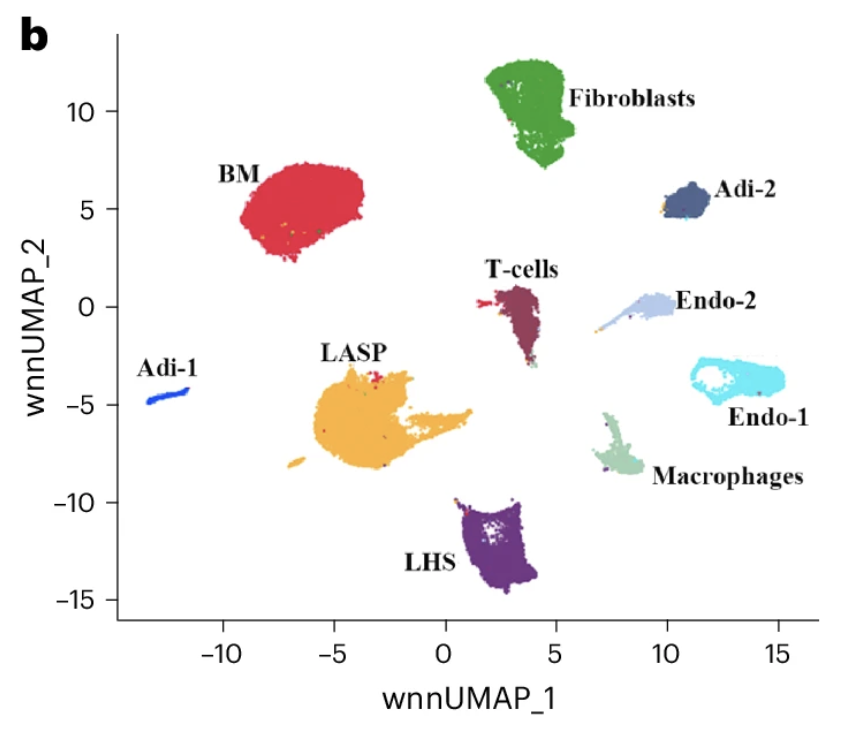 b
Fibroblasts
BM
Adi-2
T-cells
Endo-2
LASP
Adi-1
Endo-1
Macrophages
LHS
wnnUMAP_2
10
5
0
−5
−10
−15
−10
−5
0
5
10
15
wnnUMAP_1